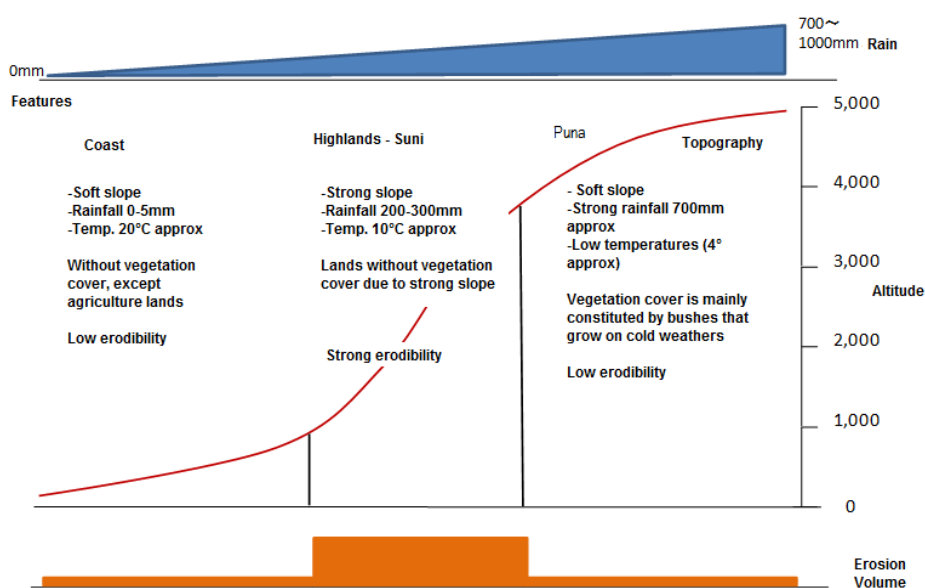 700～
1000mm Rain
0mm
Features
Coast
-Soft slope
-Rainfall 0-5mm
-Temp. 20°C approx
Without vegetation
cover, except
agriculture lands
Low erodibility
Highlands - Suni
-Strong slope
-Rainfall 200-300mm
-Temp. 10°C approx
Lands without vegetation
cover due to strong slope
Strong erodibility
Puna
Topography
- Soft slope
-Strong rainfall 700mm
approx
-Low temperatures (4°
approx)
Vegetation cover is mainly
constituted by bushes that
grow on cold weathers
Low erodibility
5,000
4,000
3,000
Altitude
2,000
1,000
0
Erosion
Volume